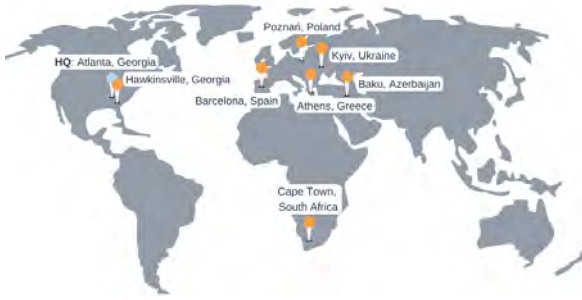 Poznań, Poland
Kyiv, Ukraine
HQ: Atlanta, Georgia
Hawkinsville, Georgia
Baku, Azerbaijan
Barcelona, Spain
Athens, Greece
Cape Town,
South Africa